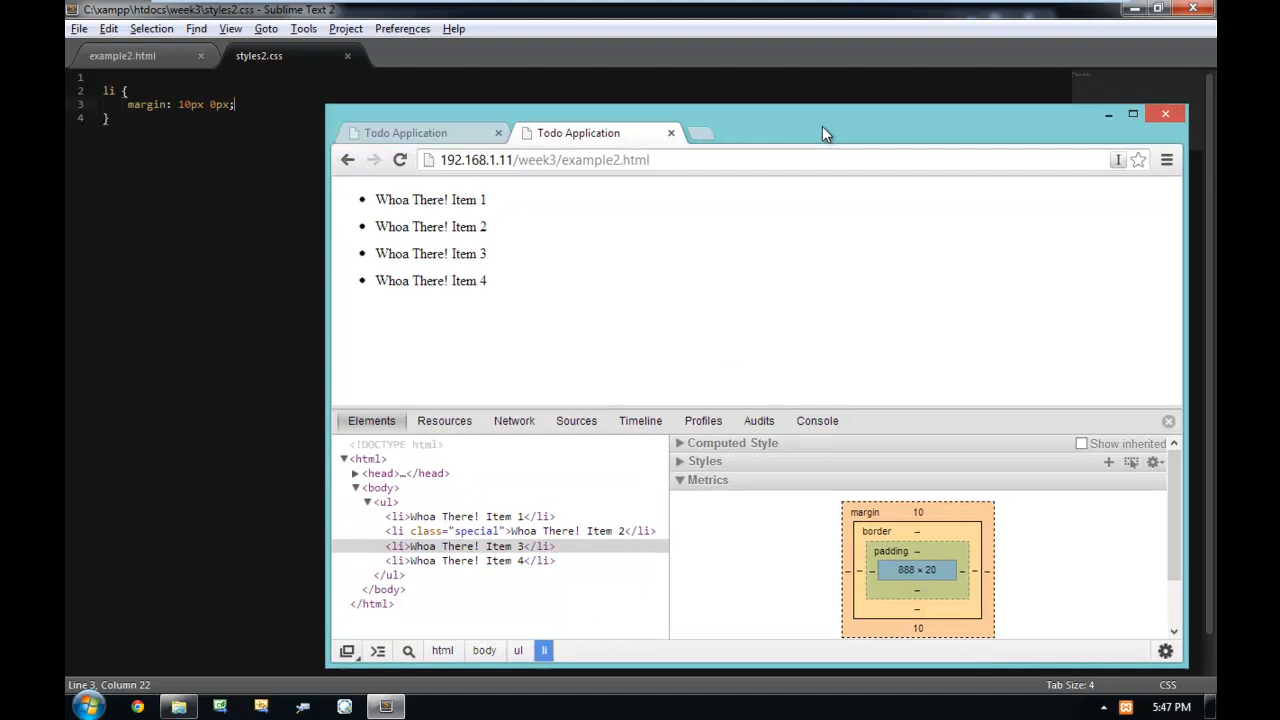 C:\xampp\htdocs\week3\styles2.css - Sublime Text 2
File Edit Selection Find View Goto Tools Project Preferences Help
example2.html × styles2.css ×
1
2 li {
3 margin: 10px 0px;
4 }
Todo Application × Todo Application ×
192.168.1.11/week3/example2.html
• Whoa There! Item 1
• Whoa There! Item 2
• Whoa There! Item 3
• Whoa There! Item 4
Elements Resources Network Sources Timeline Profiles Audits Console
<!DOCTYPE html>
<html>
<head>…</head>
<body>
<ul>
<li>Whoa There! Item 1</li>
<li class="special">Whoa There! Item 2</li>
<li>Whoa There! Item 3</li>
<li>Whoa There! Item 4</li>
</ul>
</body>
</html>
Computed Style Show inherited
Styles
Metrics
margin 10
border –
padding –
– – – 888 × 20 – – –
–
–
10
html body ul li
Line 3, Column 22 Tab Size: 4 CSS
5:47 PM